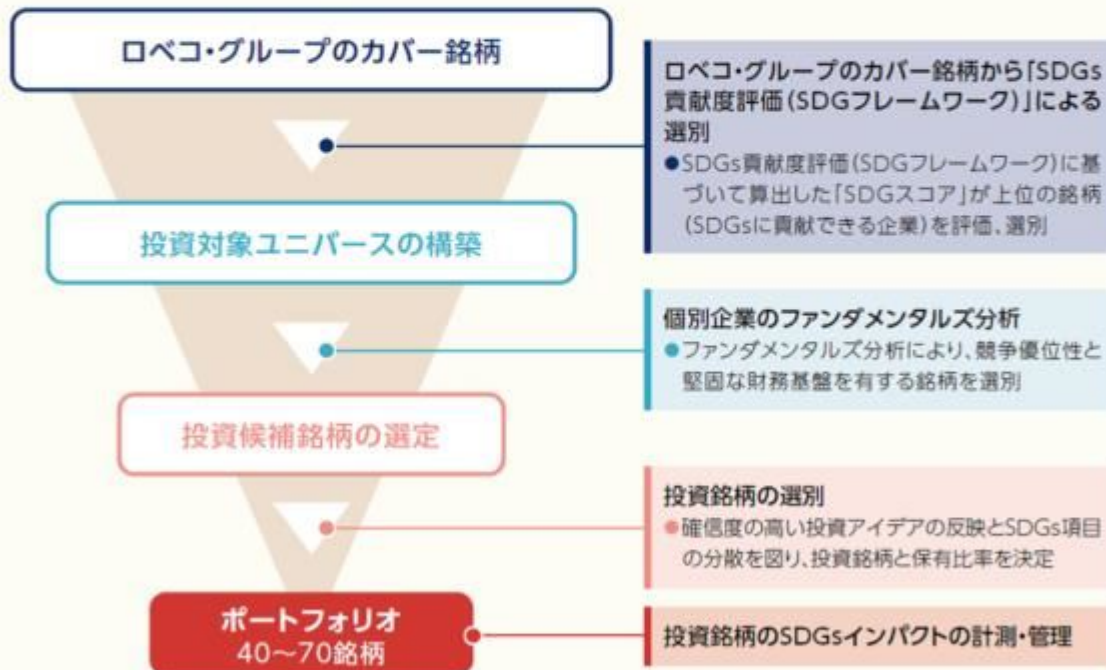 ロベコ・グループのカバー銘柄
ロベコ・グループのカバー銘柄から「SDGs
貢献度評価(SDGフレームワーク)」による
選別
●SDGs貢献度評価(SDGフレームワーク)に基
づいて算出した「SDGスコア」が上位の銘柄
(SDGsに貢献できる企業)を評価、選別
投資対象ユニバースの構築
個別企業のファンダメンタルズ分析
●ファンダメンタルズ分析により、競争優位性と
堅固な財務基盤を有する銘柄を選別
投資候補銘柄の選定
投資銘柄の選別
●確信度の高い投資アイデアの反映とSDGs項目
の分散を図り、投資銘柄と保有比率を決定
ポートフォリオ
40〜70銘柄
投資銘柄のSDGsインパクトの計測・管理